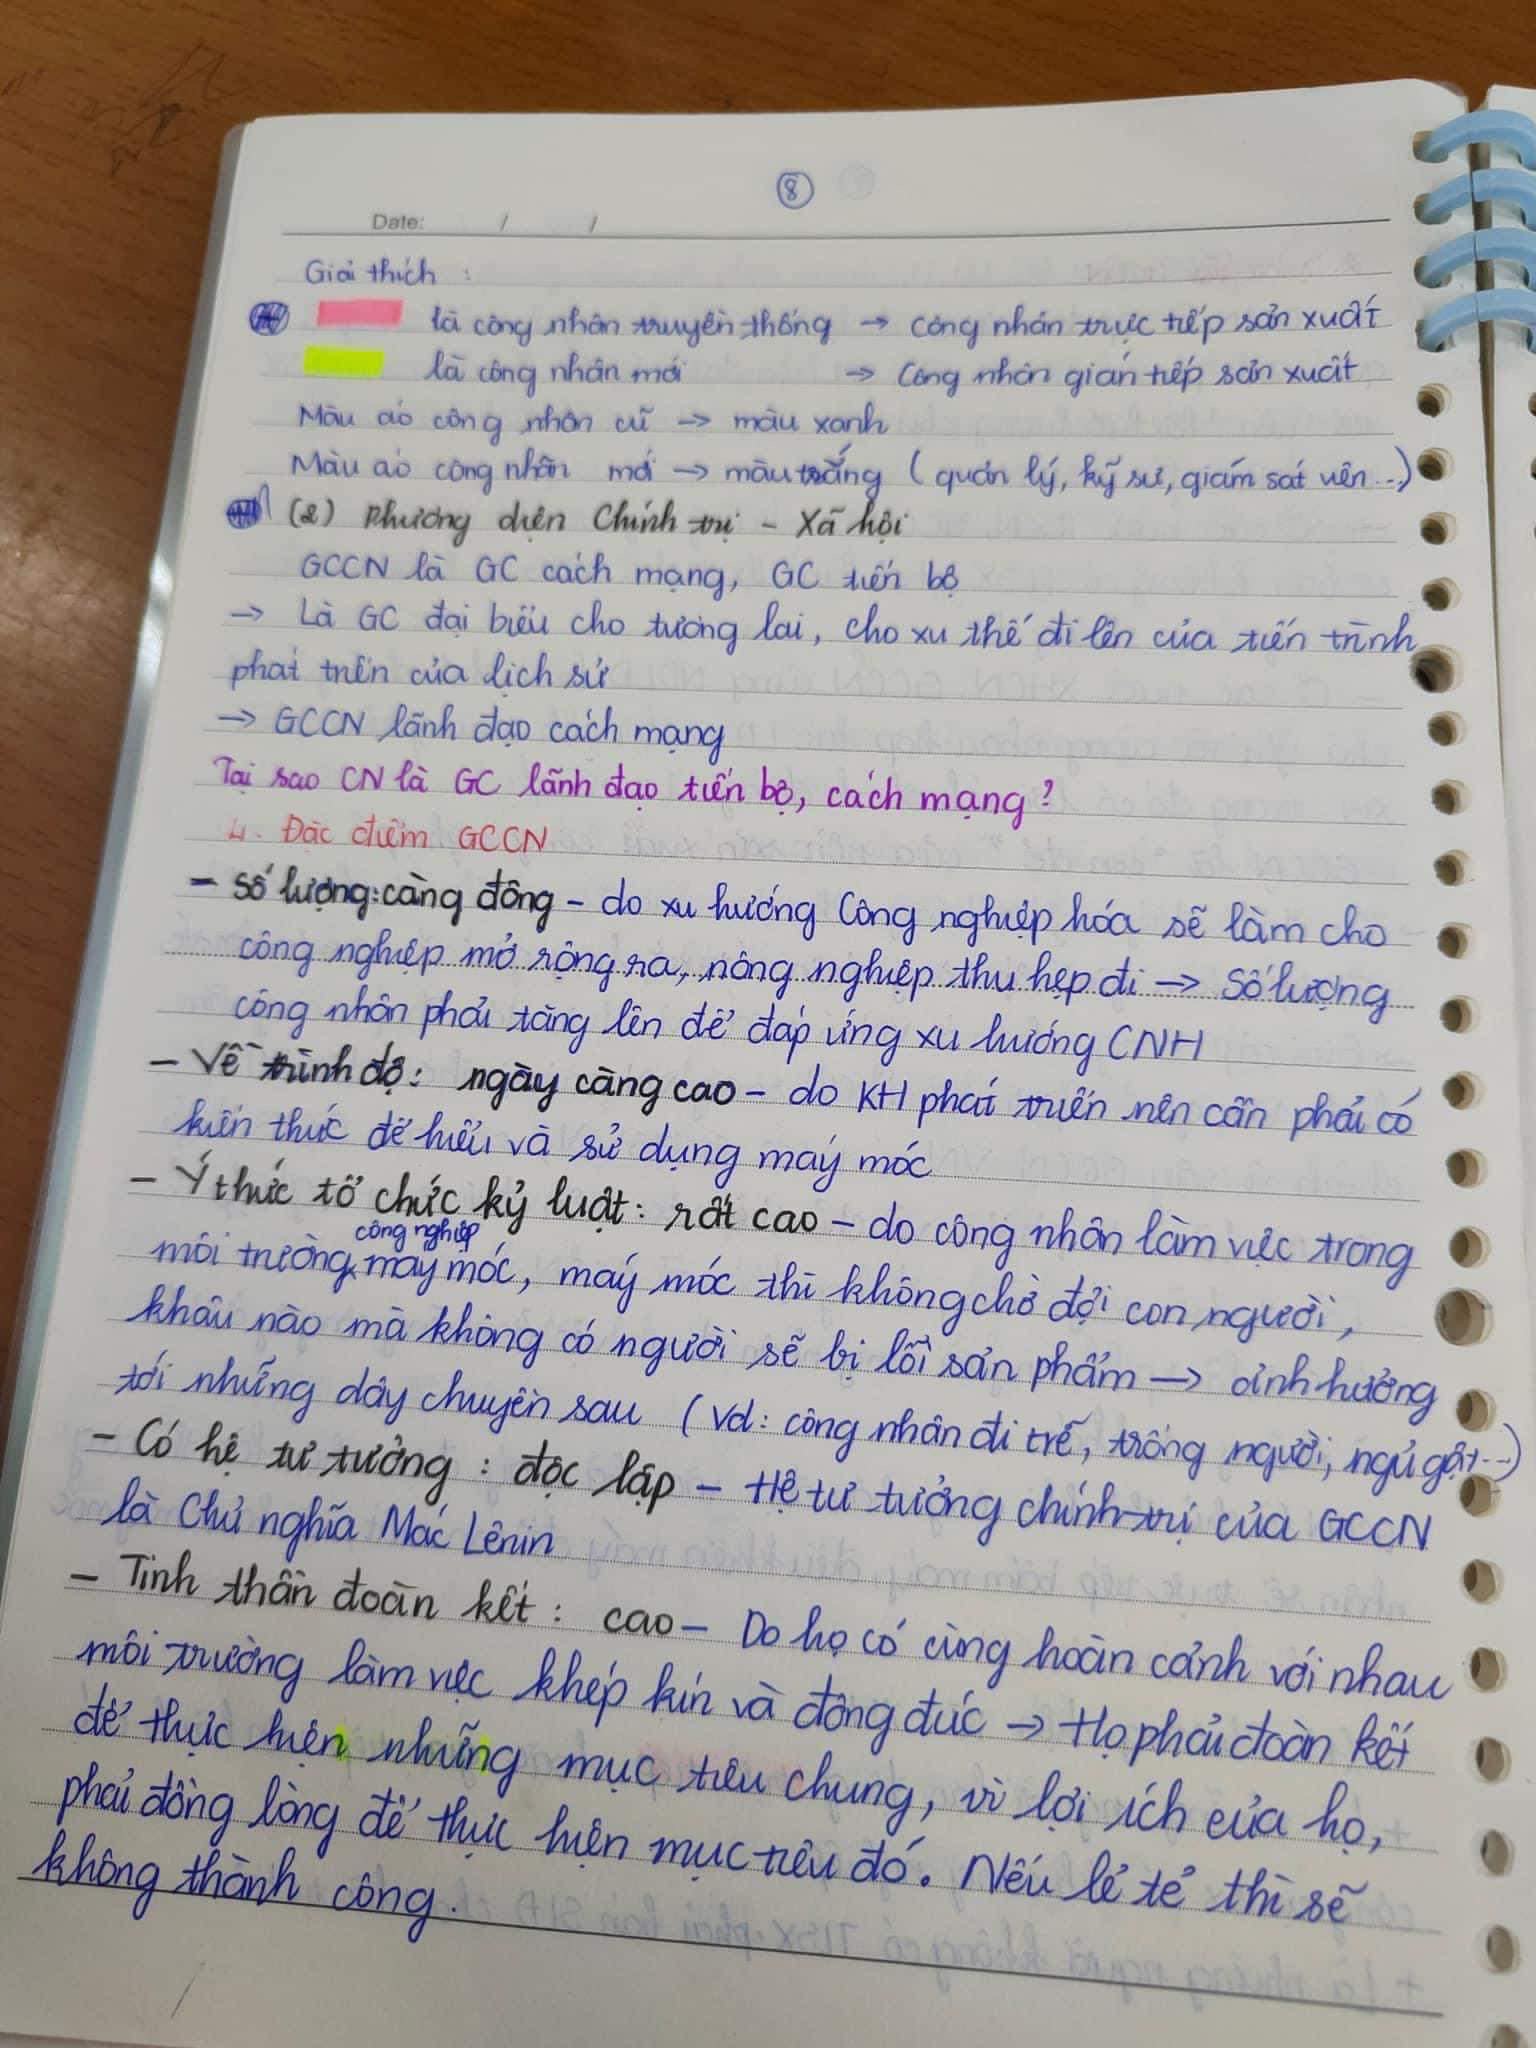 8
Date: / /
Giải thích :
là công nhân truyền thống → công nhân trực tiếp sản xuất
là công nhân mới → Công nhân gián tiếp sản xuất
Màu áo công nhân cũ → màu xanh
Màu áo công nhân mới → màu trắng (quản lý, kỹ sư, giám sát viên...)
(2) Phương diện Chính trị - Xã hội
GCCN là GC cách mạng, GC tiến bộ
→ Là GC đại biểu cho tương lai, cho xu thế đi lên của tiến trình
phát triển của lịch sử
→ GCCN lãnh đạo cách mạng
Tại sao CN là GC lãnh đạo tiến bộ, cách mạng?
4. Đặc điểm GCCN
- Số lượng: càng đông - do xu hướng Công nghiệp hóa sẽ làm cho
công nghiệp mở rộng ra, nông nghiệp thu hẹp đi → Số lượng
công nhân phải tăng lên để đáp ứng xu hướng CNH
- Về trình độ: ngày càng cao - do KH phát triển nên cần phải có
kiến thức để hiểu và sử dụng máy móc
- Ý thức tổ chức kỷ luật: rất cao - do công nhân làm việc trong
môi trường công nghiệp máy móc, máy móc thì không chờ đợi con người,
khâu nào mà không có người sẽ bị lỗi sản phẩm → ảnh hưởng
tới những dây chuyền sau (Vd: công nhân đi trễ, trống người, ngủ gật...)
- Có hệ tư tưởng : độc lập - Hệ tư tưởng chính trị của GCCN
là Chủ nghĩa Mác Lênin
- Tinh thần đoàn kết : cao - Do họ có cùng hoàn cảnh với nhau
môi trường làm việc khép kín và đông đúc → Họ phải đoàn kết
để thực hiện những mục tiêu chung, vì lợi ích của họ,
phải đồng lòng để thực hiện mục tiêu đó. Nếu lẻ tẻ thì sẽ
không thành công.